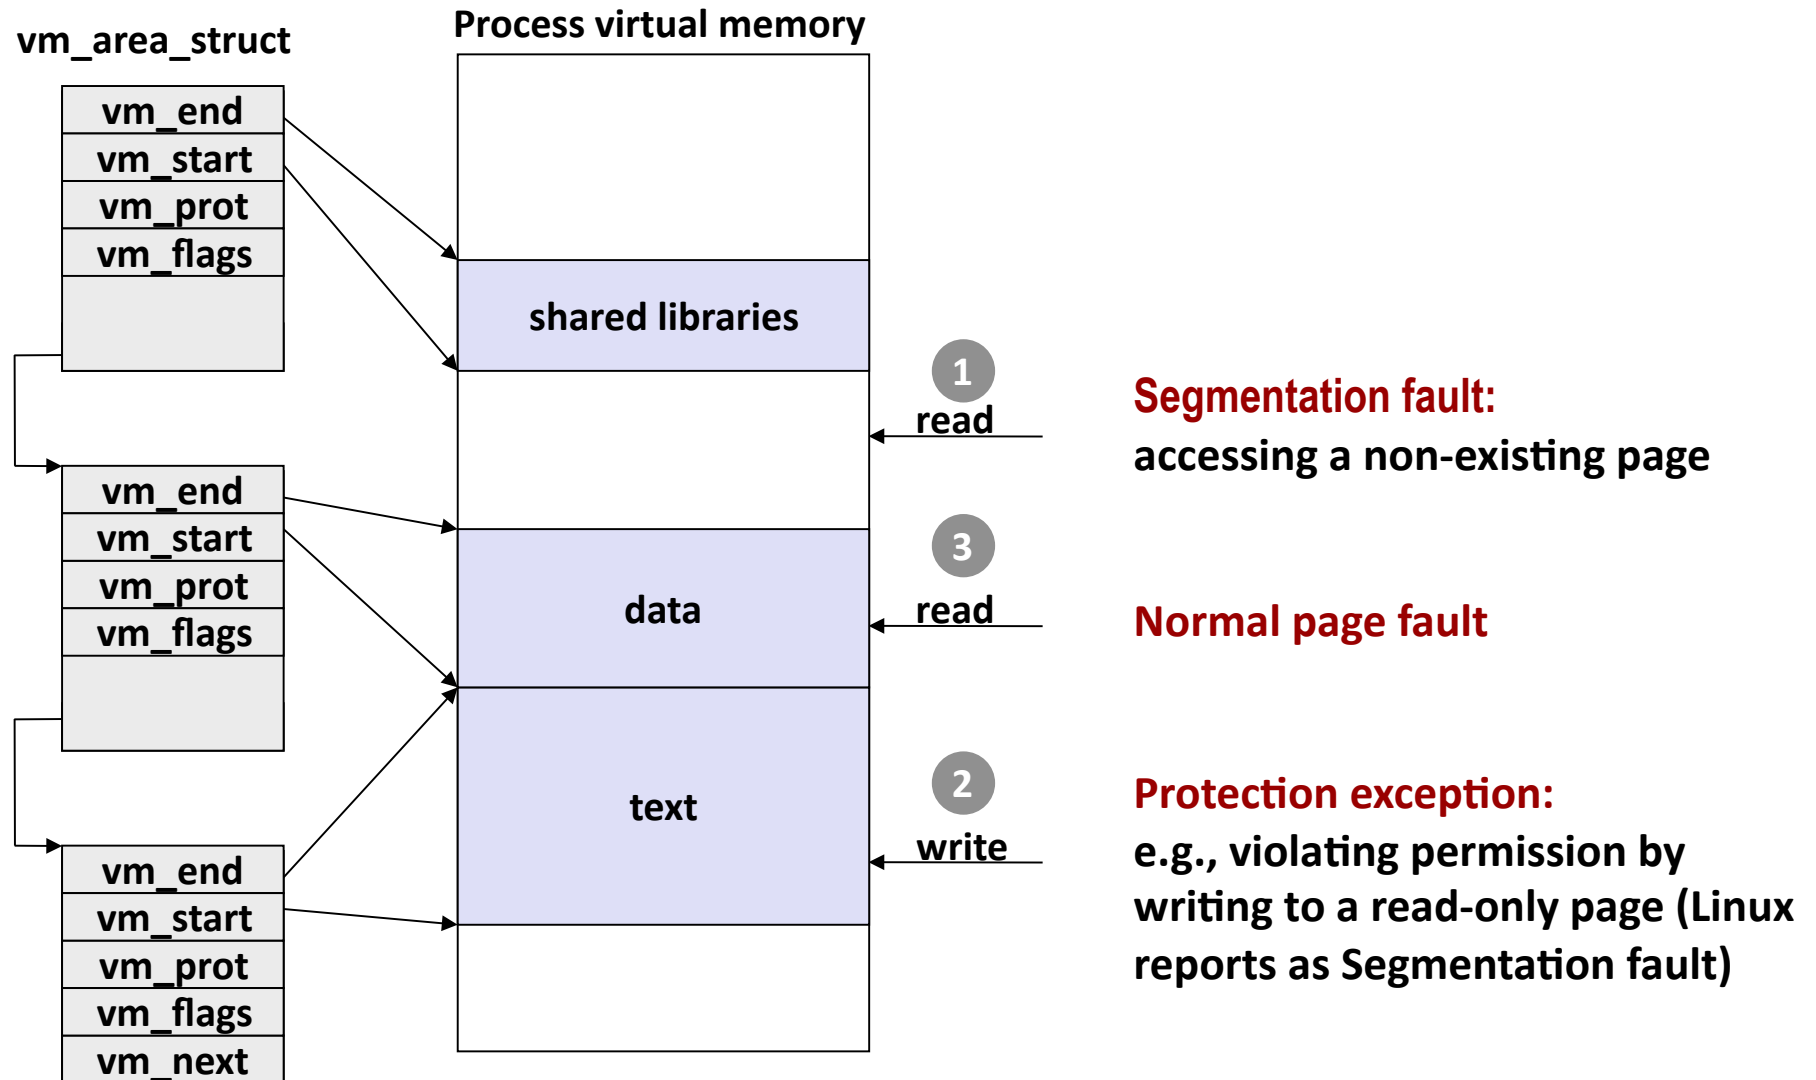 vm_area_struct
vm_end
vm_start
vm_prot
vm_flags
vm_end
vm_start
vm_prot
vm_flags
vm_end
vm_start
vm_prot
vm_flags
vm_next
Process virtual memory
shared libraries
data
text
1
read
3
read
2
write
Segmentation fault:
accessing a non-existing page
Normal page fault
Protection exception:
e.g., violating permission by
writing to a read-only page (Linux
reports as Segmentation fault)